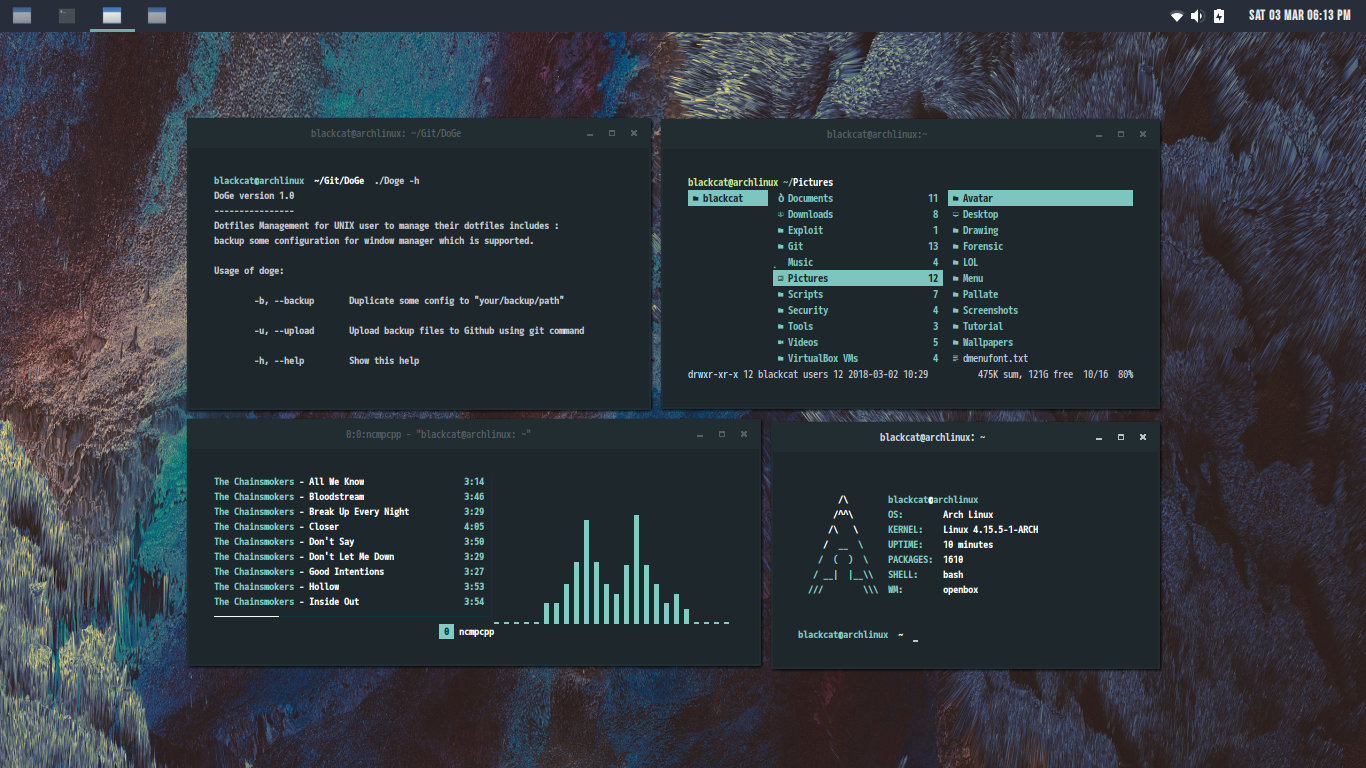 SAT 03 MAR 06:13 PM
blackcat@archlinux: ~/Git/DoGe
blackcat@archlinux ~/Git/DoGe ./Doge -h
DoGe version 1.0
----------------
Dotfiles Management for UNIX user to manage their dotfiles includes :
backup some configuration for window manager which is supported.
Usage of doge:
-b, --backup Duplicate some config to "your/backup/path"
-u, --upload Upload backup files to Github using git command
-h, --help Show this help
blackcat@archlinux:~
blackcat@archlinux ~/Pictures
blackcat Documents 11 Avatar
Downloads 8 Desktop
Exploit 1 Drawing
Git 13 Forensic
Music 4 LOL
Pictures 12 Menu
Scripts 7 Pallate
Security 4 Screenshots
Tools 3 Tutorial
Videos 5 Wallpapers
VirtualBox VMs 4 dmenufont.txt
drwxr-xr-x 12 blackcat users 12 2018-03-02 10:29 475K sum, 121G free 10/16 80%
0:0:ncmpcpp - "blackcat@archlinux: ~"
The Chainsmokers - All We Know 3:14
The Chainsmokers - Bloodstream 3:46
The Chainsmokers - Break Up Every Night 3:29
The Chainsmokers - Closer 4:05
The Chainsmokers - Don't Say 3:50
The Chainsmokers - Don't Let Me Down 3:29
The Chainsmokers - Good Intentions 3:27
The Chainsmokers - Hollow 3:53
The Chainsmokers - Inside Out 3:54
0 ncmpcpp
blackcat@archlinux: ~
/\ blackcat@archlinux
/^^\ OS: Arch Linux
/\ \ KERNEL: Linux 4.15.5-1-ARCH
/ __ \ UPTIME: 10 minutes
/ ( ) \ PACKAGES: 1610
/ __| |__\\ SHELL: bash
/// \\\ WM: openbox
blackcat@archlinux ~ _